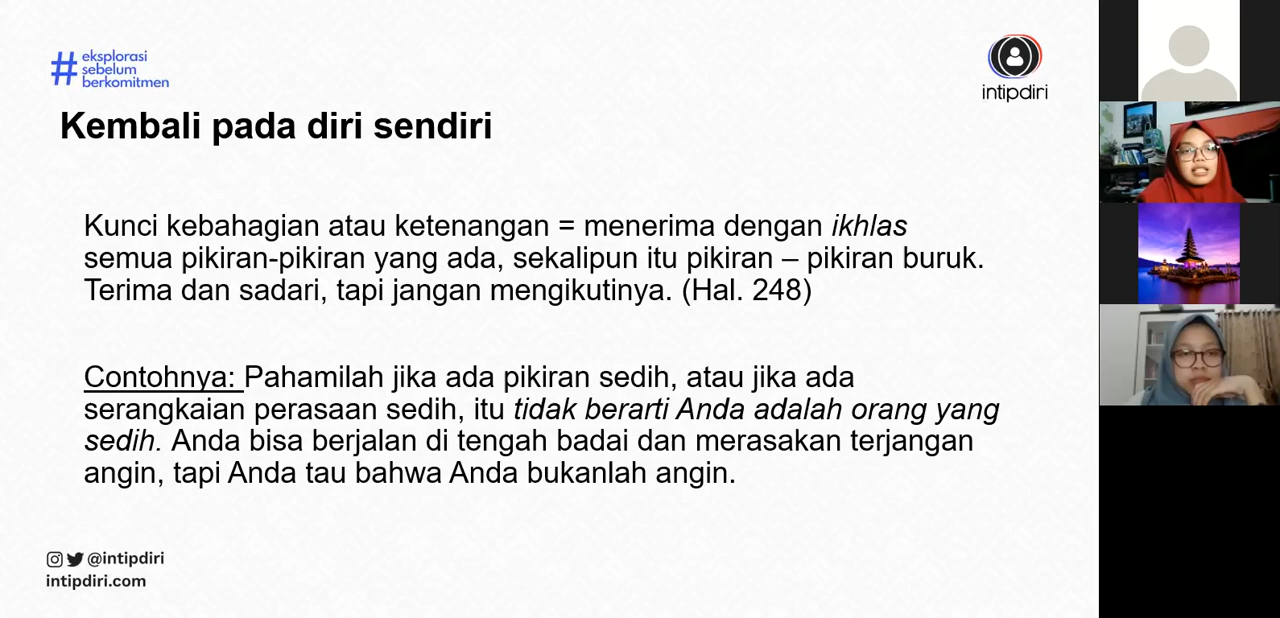 #eksplorasi
sebelum
berkomitmen
intipdiri
Kembali pada diri sendiri
Kunci kebahagian atau ketenangan = menerima dengan ikhlas
semua pikiran-pikiran yang ada, sekalipun itu pikiran – pikiran buruk.
Terima dan sadari, tapi jangan mengikutinya. (Hal. 248)
Contohnya: Pahamilah jika ada pikiran sedih, atau jika ada
serangkaian perasaan sedih, itu tidak berarti Anda adalah orang yang
sedih. Anda bisa berjalan di tengah badai dan merasakan terjangan
angin, tapi Anda tau bahwa Anda bukanlah angin.
@intipdiri
intipdiri.com